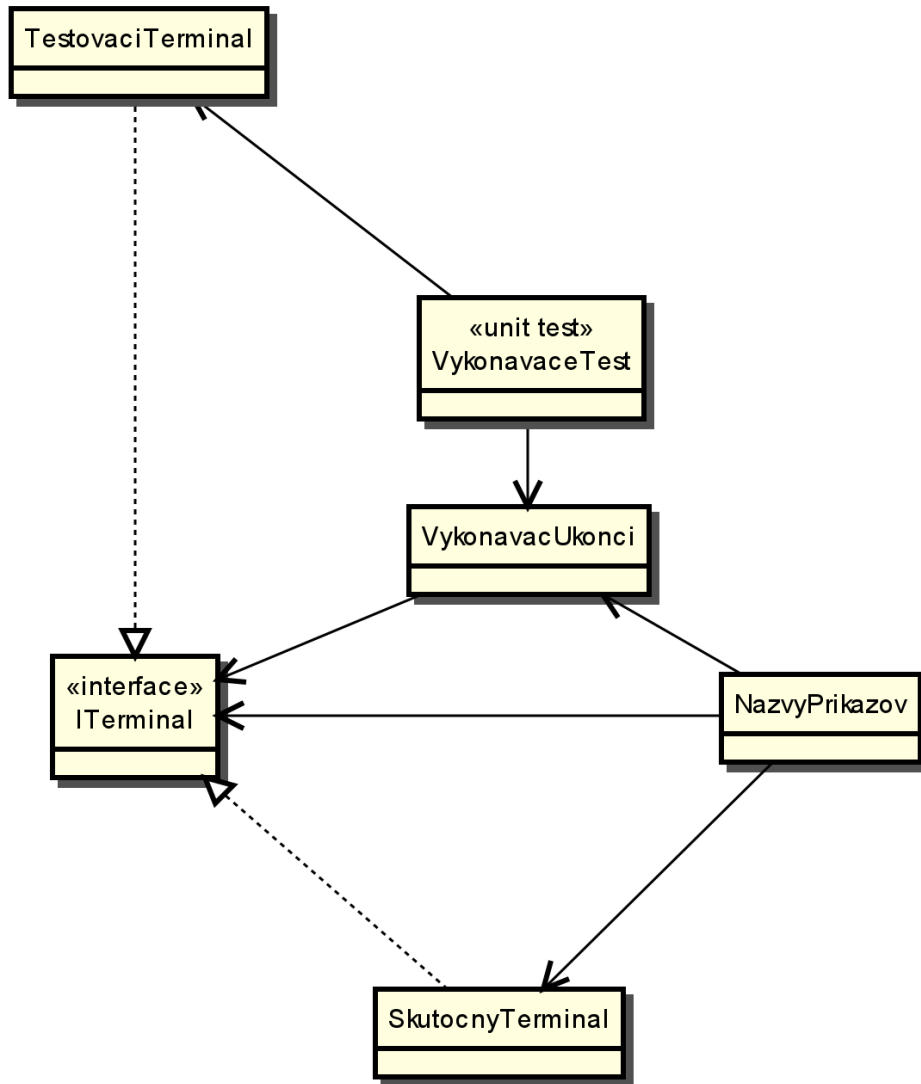 TestovaciTerminal
«unit test»
VykonavaceTest
VykonavacUkonci
«interface»
ITerminal
NazvyPrikazov
SkutocnyTerminal